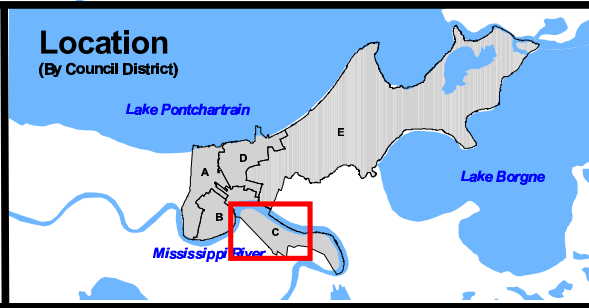 Location
(By Council District)
Lake Pontchartrain
E
D
A
Lake Borgne
B
C
Mississippi River